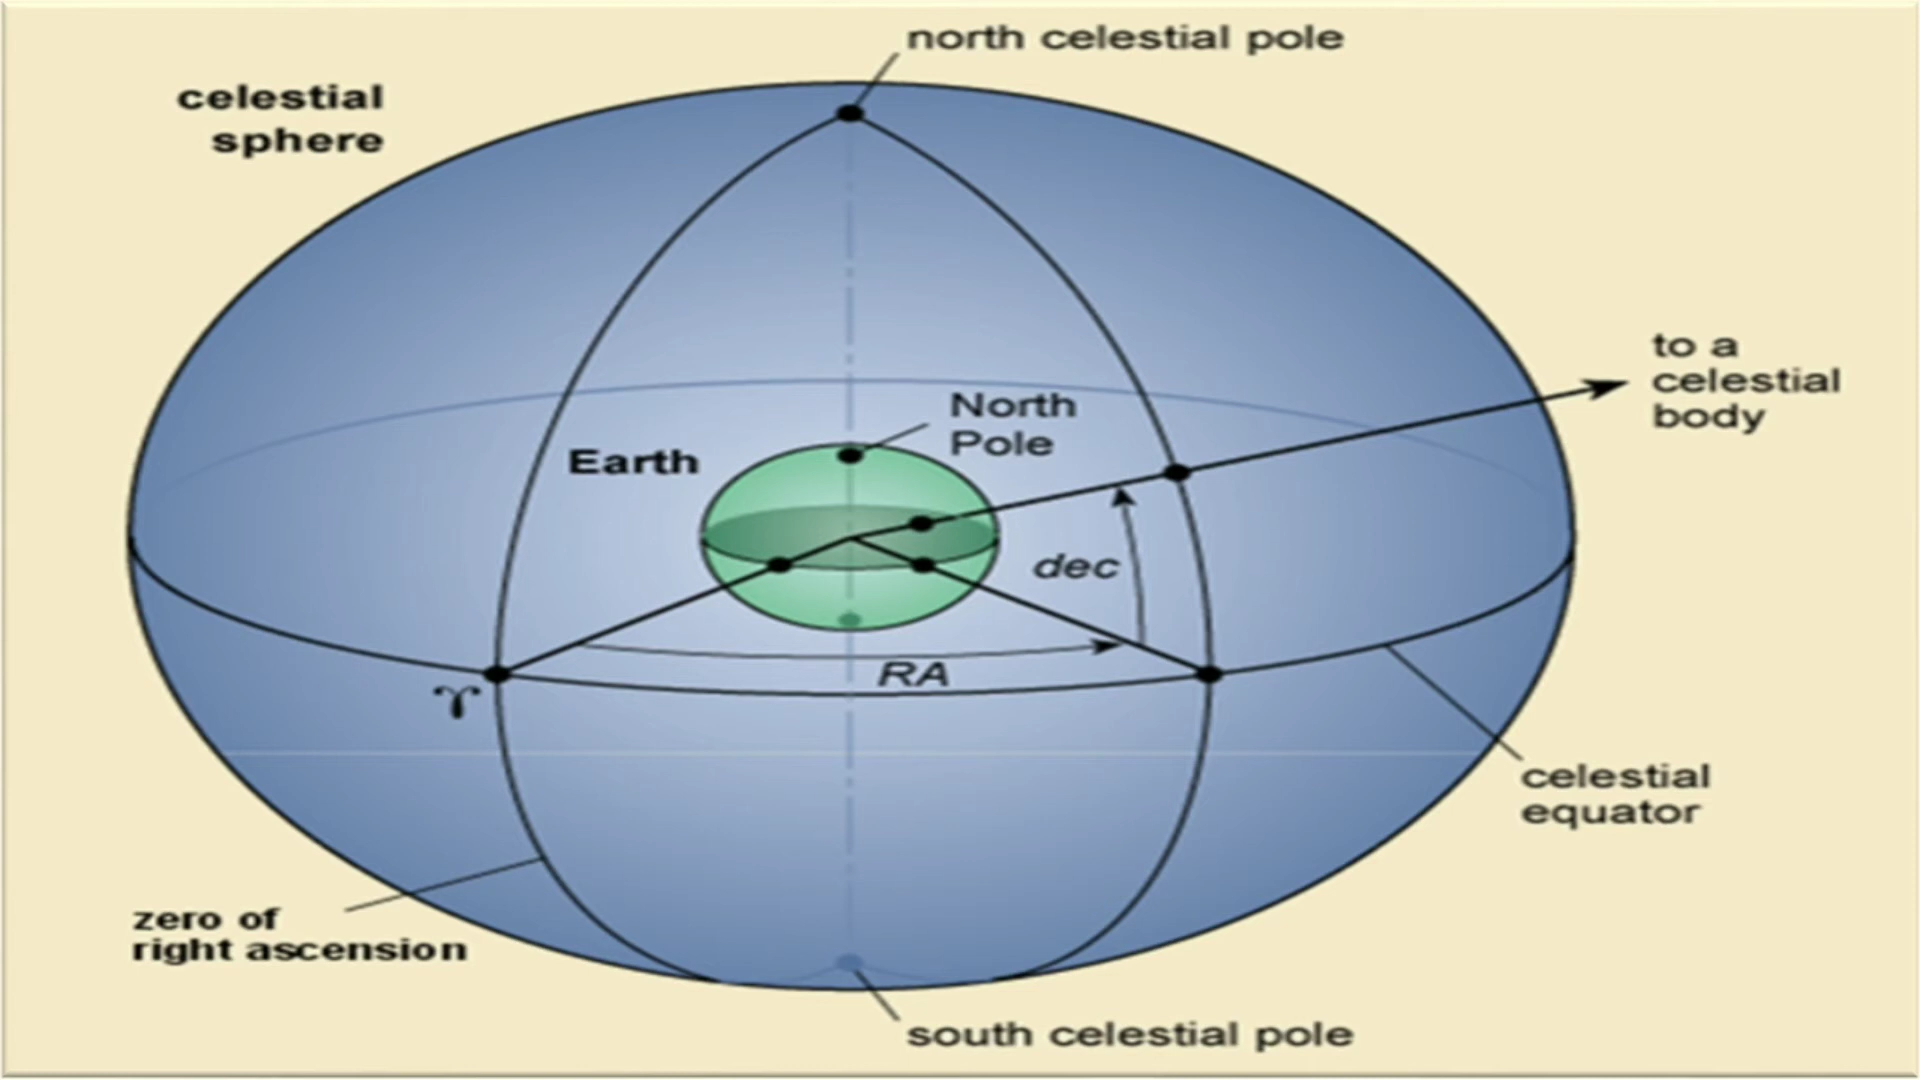 north celestial pole
celestial
sphere
to a
celestial
body
North
Pole
Earth
dec
RA
♈
celestial
equator
zero of
right ascension
south celestial pole